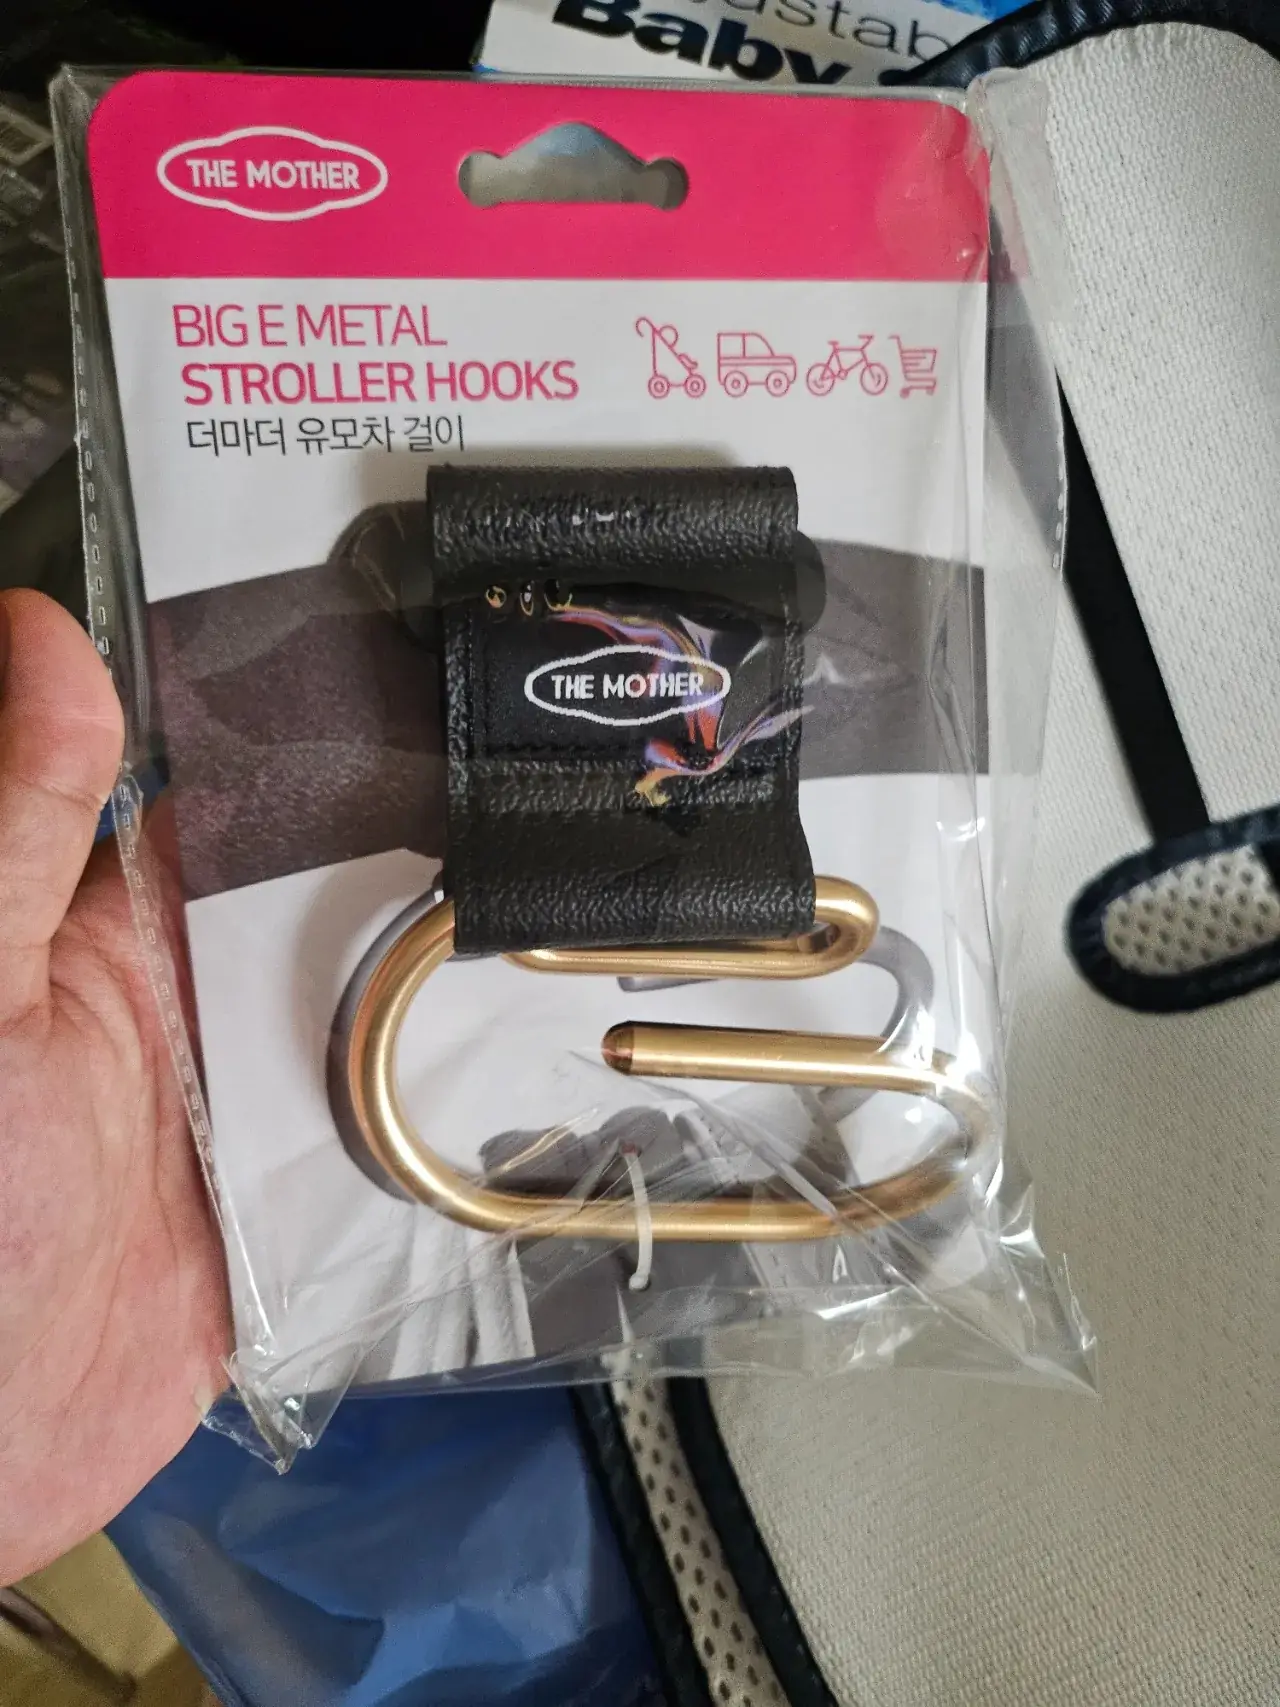 Baby
THE MOTHER
BIG E METAL
STROLLER HOOKS
더마더 유모차 걸이
THE MOTHER